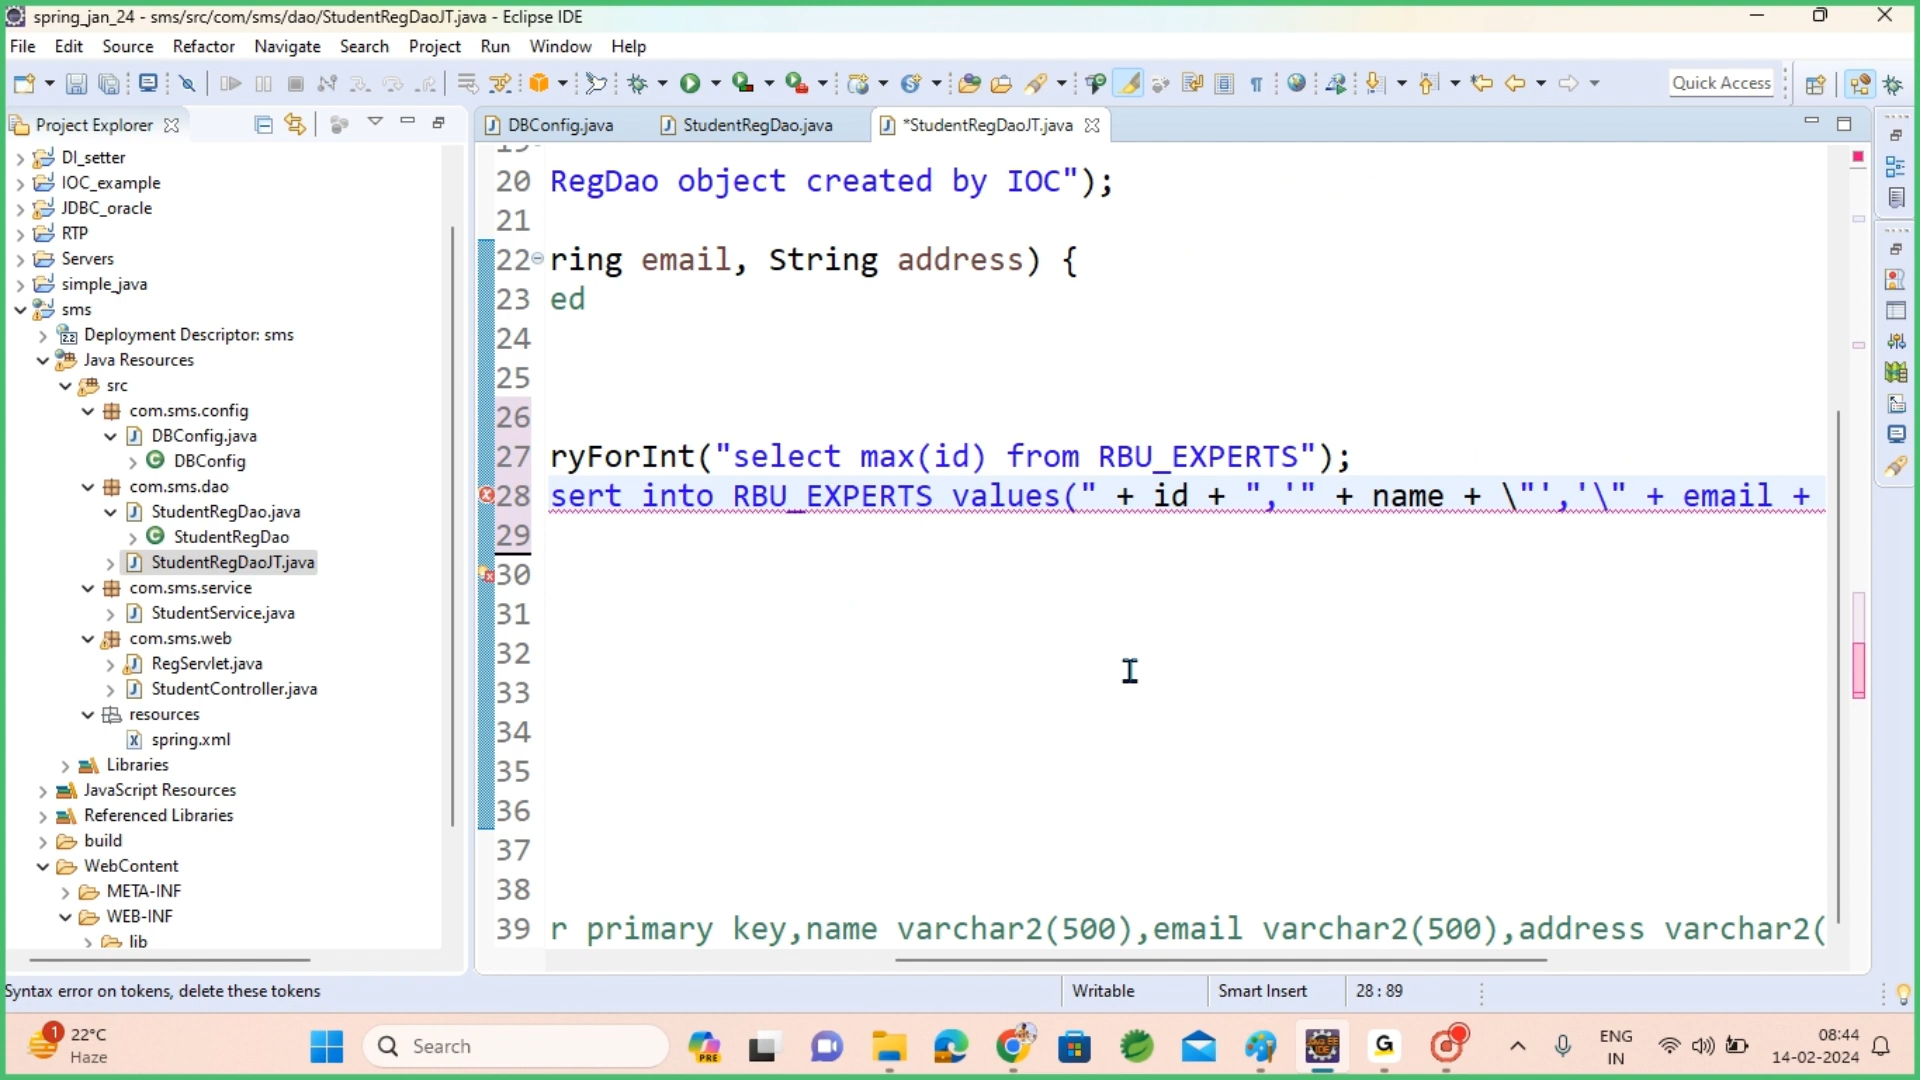 spring_jan_24 - sms/src/com/sms/dao/StudentRegDaoJT.java - Eclipse IDE
File Edit Source Refactor Navigate Search Project Run Window Help
Quick Access
Project Explorer
DBConfig.java StudentRegDao.java *StudentRegDaoJT.java
DI_setter
IOC_example
JDBC_oracle
RTP
Servers
simple_java
sms
Deployment Descriptor: sms
Java Resources
src
com.sms.config
DBConfig.java
DBConfig
com.sms.dao
StudentRegDao.java
StudentRegDao
StudentRegDaoJT.java
com.sms.service
StudentService.java
com.sms.web
RegServlet.java
StudentController.java
resources
spring.xml
Libraries
JavaScript Resources
Referenced Libraries
build
WebContent
META-INF
WEB-INF
lib
20 RegDao object created by IOC");
21
22 ring email, String address) {
23 ed
24
25
26
27 ryForInt("select max(id) from RBU_EXPERTS");
28 sert into RBU_EXPERTS values(" + id + ",'" + name + \"','\" + email +
29
30
31
32
33
34
35
36
37
38
39 r primary key,name varchar2(500),email varchar2(500),address varchar2(
Syntax error on tokens, delete these tokens
Writable Smart Insert 28 : 89
1 22°C
Haze
Search
PRE
ENG
IN
08:44
14-02-2024